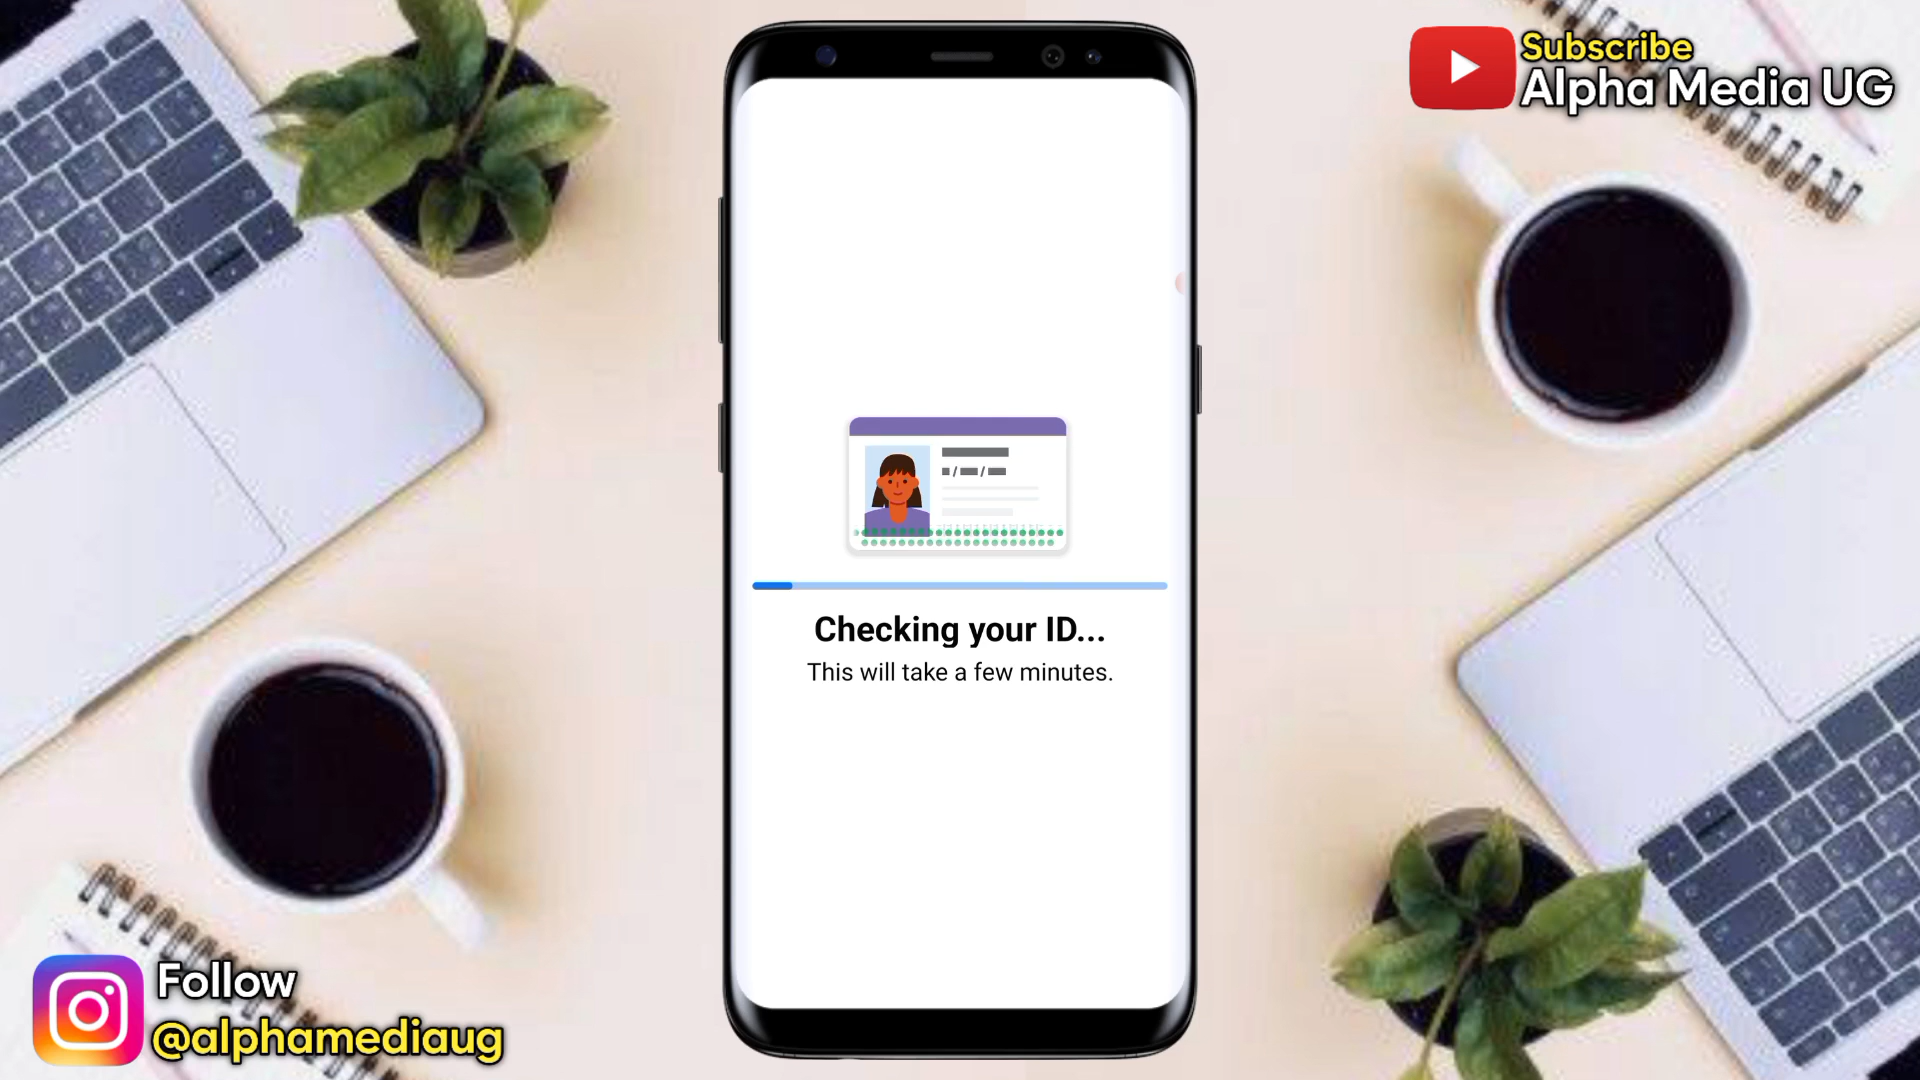 Subscribe
Alpha Media UG
Checking your ID...
This will take a few minutes.
Follow
@alphamediaug